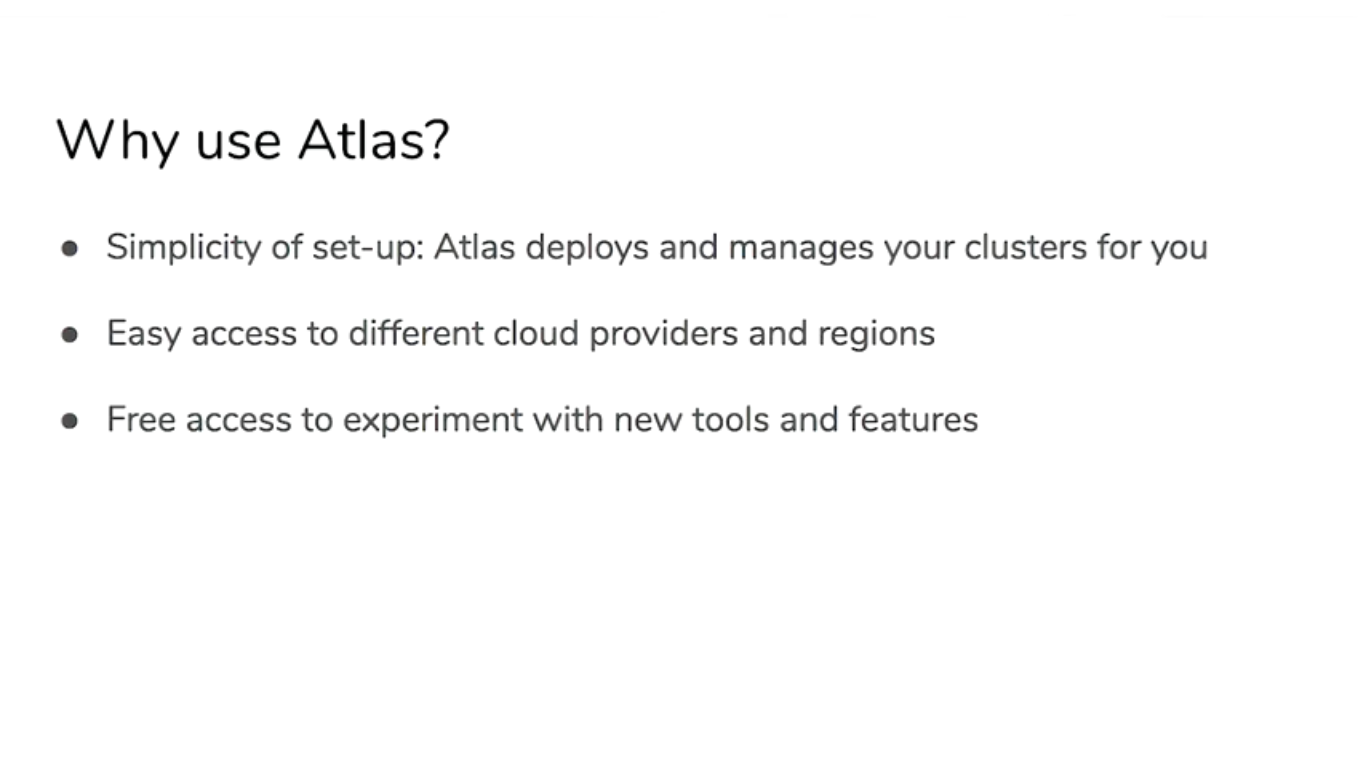 Why use Atlas?
● Simplicity of set-up: Atlas deploys and manages your clusters for you
● Easy access to different cloud providers and regions
● Free access to experiment with new tools and features